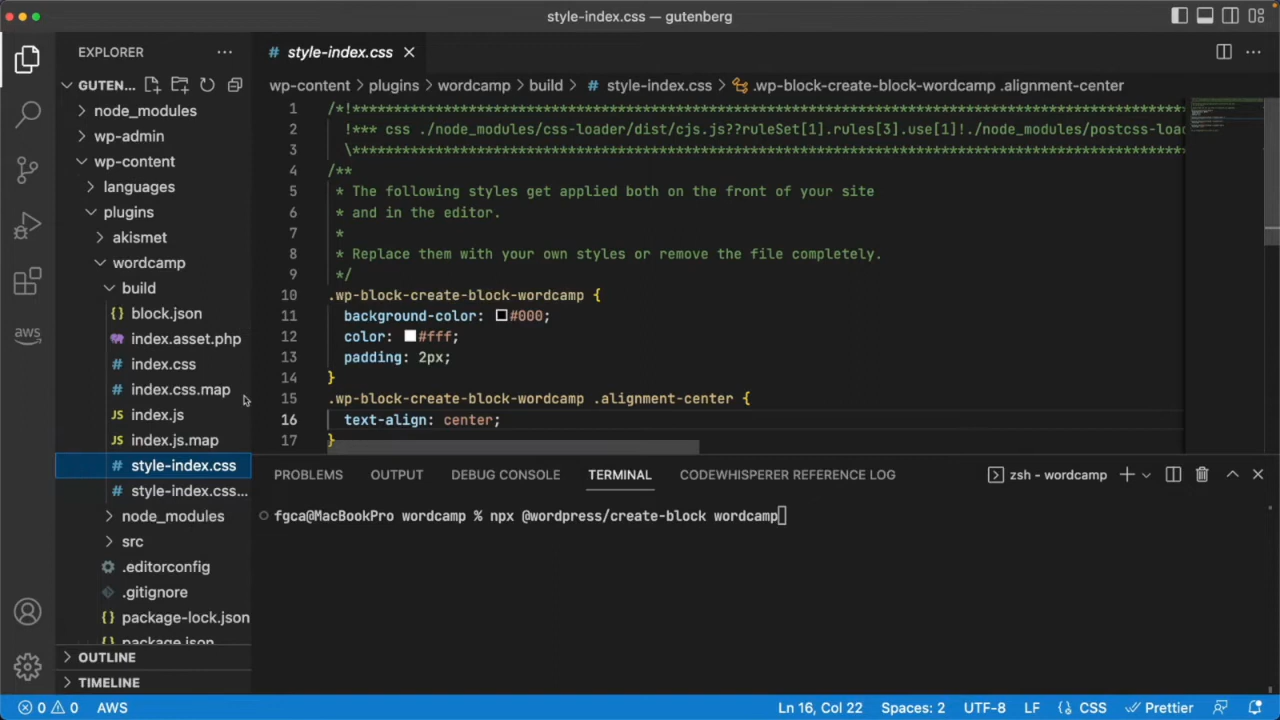 style-index.css — gutenberg
EXPLORER
GUTEN...
node_modules
wp-admin
wp-content
languages
plugins
akismet
wordcamp
build
{} block.json
index.asset.php
# index.css
# index.css.map
JS index.js
JS index.js.map
# style-index.css
# style-index.css...
node_modules
src
.editorconfig
.gitignore
{} package-lock.json
{} package.json
OUTLINE
TIMELINE
aws
# style-index.css
wp-content > plugins > wordcamp > build > # style-index.css > .wp-block-create-block-wordcamp .alignment-center
1 /*!***************************************************************************************
2 !*** css ./node_modules/css-loader/dist/cjs.js??ruleSet[1].rules[3].use[1]!./node_modules/postcss-loa
3 \***************************************************************************************
4 /**
5 * The following styles get applied both on the front of your site
6 * and in the editor.
7 *
8 * Replace them with your own styles or remove the file completely.
9 */
10 .wp-block-create-block-wordcamp {
11 background-color: #000;
12 color: #fff;
13 padding: 2px;
14 }
15 .wp-block-create-block-wordcamp .alignment-center {
16 text-align: center;
17 }
PROBLEMS OUTPUT DEBUG CONSOLE TERMINAL CODEWHISPERER REFERENCE LOG zsh - wordcamp
fgca@MacBookPro wordcamp % npx @wordpress/create-block wordcamp
0 0 AWS Ln 16, Col 22 Spaces: 2 UTF-8 LF {} CSS Prettier